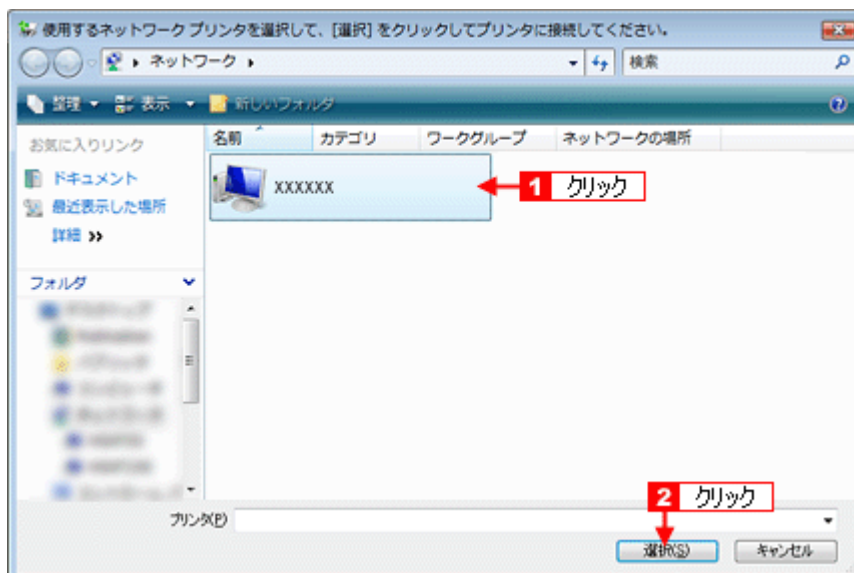 使用するネットワーク プリンタを選択して、[選択] をクリックしてプリンタに接続してください。
ネットワーク
検索
整理 表示 新しいフォルダ
お気に入りリンク
ドキュメント
最近表示した場所
詳細 >>
フォルダ
名前 カテゴリ ワークグループ ネットワークの場所
XXXXXX
1 クリック
2 クリック
プリンタ(P)
選択(S) キャンセル